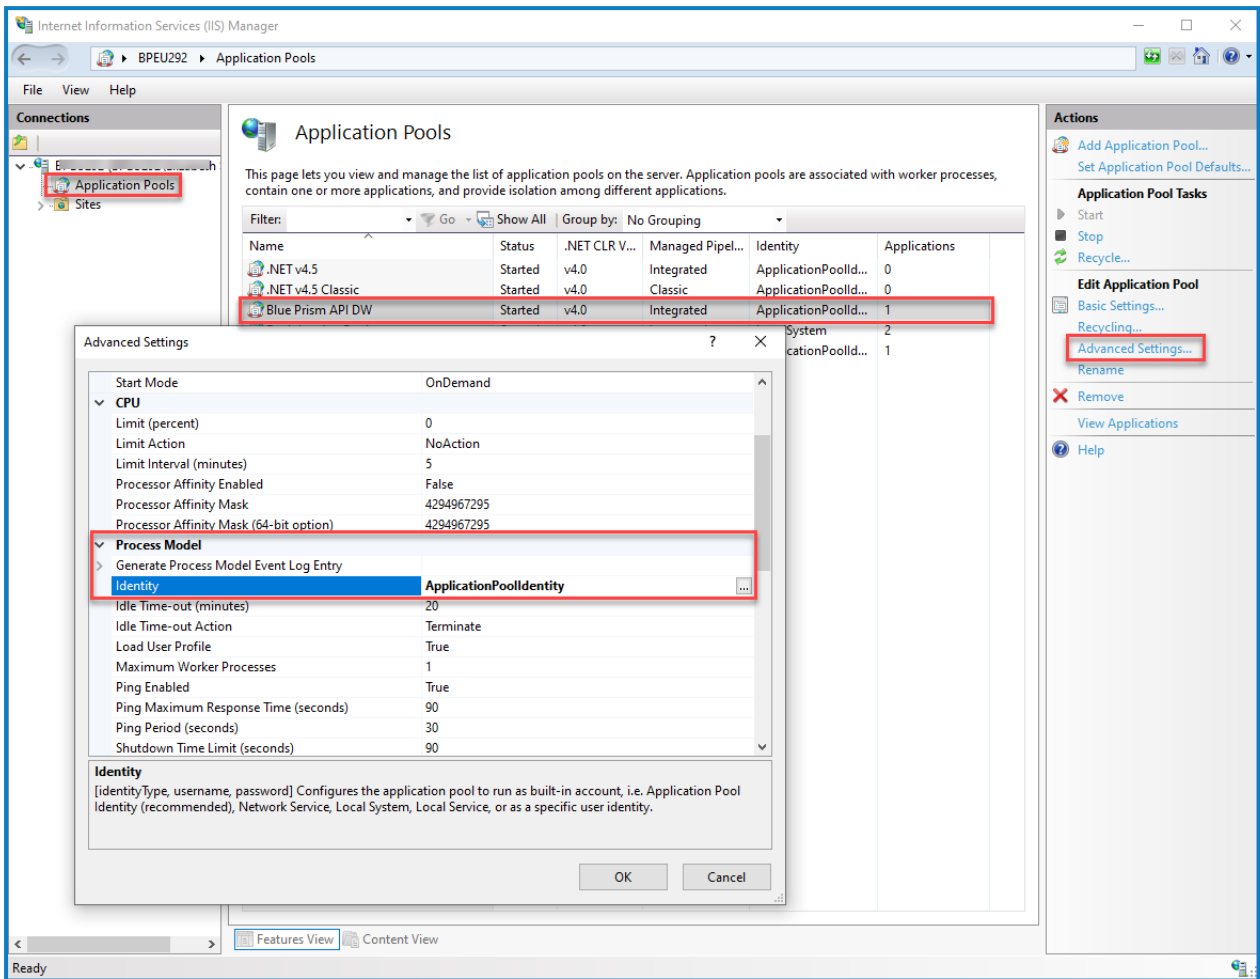 Internet Information Services (IIS) Manager
BPEU292 Application Pools
File View Help
Connections
Application Pools
Sites
Application Pools
This page lets you view and manage the list of application pools on the server. Application pools are associated with worker processes,
contain one or more applications, and provide isolation among different applications.
Filter: Go Show All Group by: No Grouping
Name Status .NET CLR V... Managed Pipel... Identity Applications
.NET v4.5 Started v4.0 Integrated ApplicationPoolId... 0
.NET v4.5 Classic Started v4.0 Classic ApplicationPoolId... 0
Blue Prism API DW Started v4.0 Integrated ApplicationPoolId... 1
System 2
cationPoolId... 1
Advanced Settings ?
Start Mode OnDemand
CPU
Limit (percent) 0
Limit Action NoAction
Limit Interval (minutes) 5
Processor Affinity Enabled False
Processor Affinity Mask 4294967295
Processor Affinity Mask (64-bit option) 4294967295
Process Model
Generate Process Model Event Log Entry
Identity ApplicationPoolIdentity ...
Idle Time-out (minutes) 20
Idle Time-out Action Terminate
Load User Profile True
Maximum Worker Processes 1
Ping Enabled True
Ping Maximum Response Time (seconds) 90
Ping Period (seconds) 30
Shutdown Time Limit (seconds) 90
Identity
[identityType, username, password] Configures the application pool to run as built-in account, i.e. Application Pool
Identity (recommended), Network Service, Local System, Local Service, or as a specific user identity.
OK Cancel
Features View Content View
Actions
Add Application Pool...
Set Application Pool Defaults...
Application Pool Tasks
Start
Stop
Recycle...
Edit Application Pool
Basic Settings...
Recycling...
Advanced Settings...
Rename
Remove
View Applications
Help
Ready